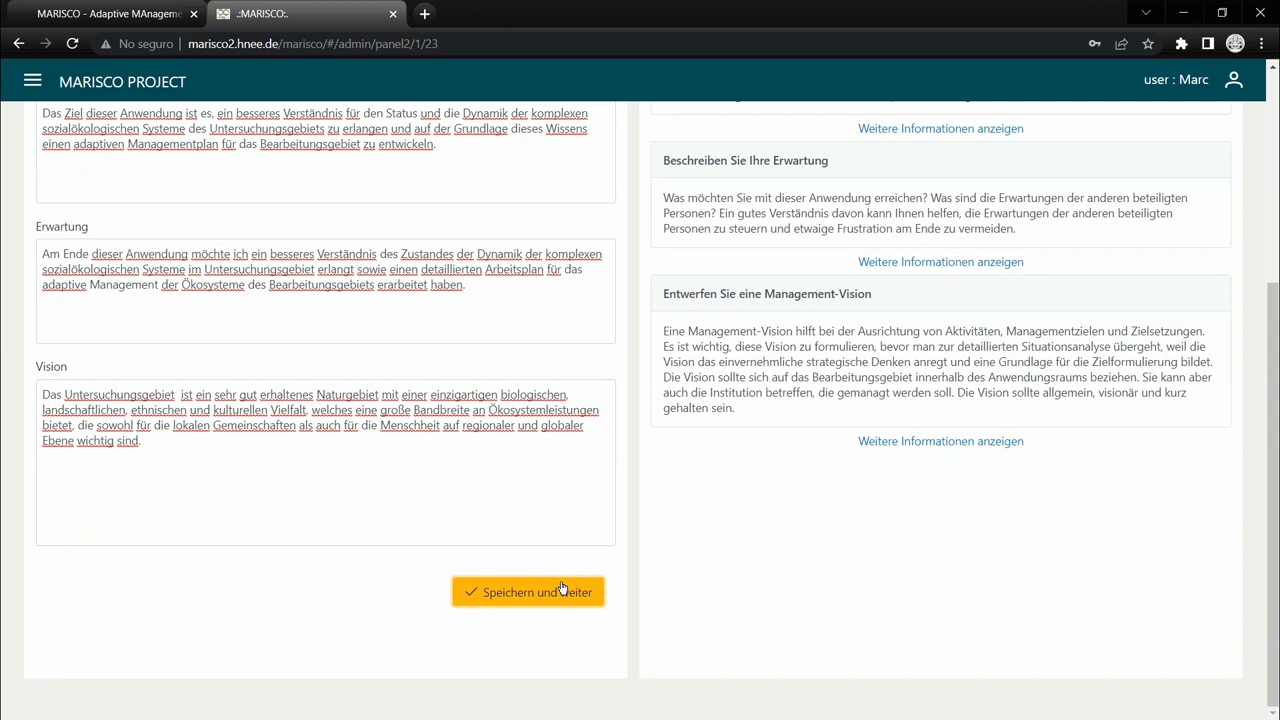 MARISCO - Adaptive MAnageme
.:MARISCO:.
No seguro
marisco2.hnee.de/marisco/#/admin/panel2/1/23
MARISCO PROJECT
user : Marc
Das Ziel dieser Anwendung ist es, ein besseres Verständnis für den Status und die Dynamik der komplexen
sozialökologischen Systeme des Untersuchungsgebiets zu erlangen und auf der Grundlage dieses Wissens
einen adaptiven Managementplan für das Bearbeitungsgebiet zu entwickeln.
Erwartung
Am Ende dieser Anwendung möchte ich ein besseres Verständnis des Zustandes der Dynamik der komplexen
sozialökologischen Systeme im Untersuchungsgebiet erlangt sowie einen detaillierten Arbeitsplan für das
adaptive Management der Ökosysteme des Bearbeitungsgebiets erarbeitet haben.
Vision
Das Untersuchungsgebiet ist ein sehr gut erhaltenes Naturgebiet mit einer einzigartigen biologischen,
landschaftlichen, ethnischen und kulturellen Vielfalt, welches eine große Bandbreite an Ökosystemleistungen
bietet, die sowohl für die lokalen Gemeinschaften als auch für die Menschheit auf regionaler und globaler
Ebene wichtig sind.
Speichern und
Weitere Informationen anzeigen
Beschreiben Sie Ihre Erwartung
Was möchten Sie mit dieser Anwendung erreichen? Was sind die Erwartungen der anderen beteiligten
Personen? Ein gutes Verständnis davon kann Ihnen helfen, die Erwartungen der anderen beteiligten
Personen zu steuern und etwaige Frustration am Ende zu vermeiden.
Weitere Informationen anzeigen
Entwerfen Sie eine Management-Vision
Eine Management-Vision hilft bei der Ausrichtung von Aktivitäten, Managementzielen und Zielsetzungen.
Es ist wichtig, diese Vision zu formulieren, bevor man zur detaillierten Situationsanalyse übergeht, weil die
Vision das einvernehmliche strategische Denken anregt und eine Grundlage für die Zielformulierung bildet.
Die Vision sollte sich auf das Bearbeitungsgebiet innerhalb des Anwendungsraums beziehen. Sie kann aber
auch die Institution betreffen, die gemanagt werden soll. Die Vision sollte allgemein, visionär und kurz
gehalten sein.
Weitere Informationen anzeigen